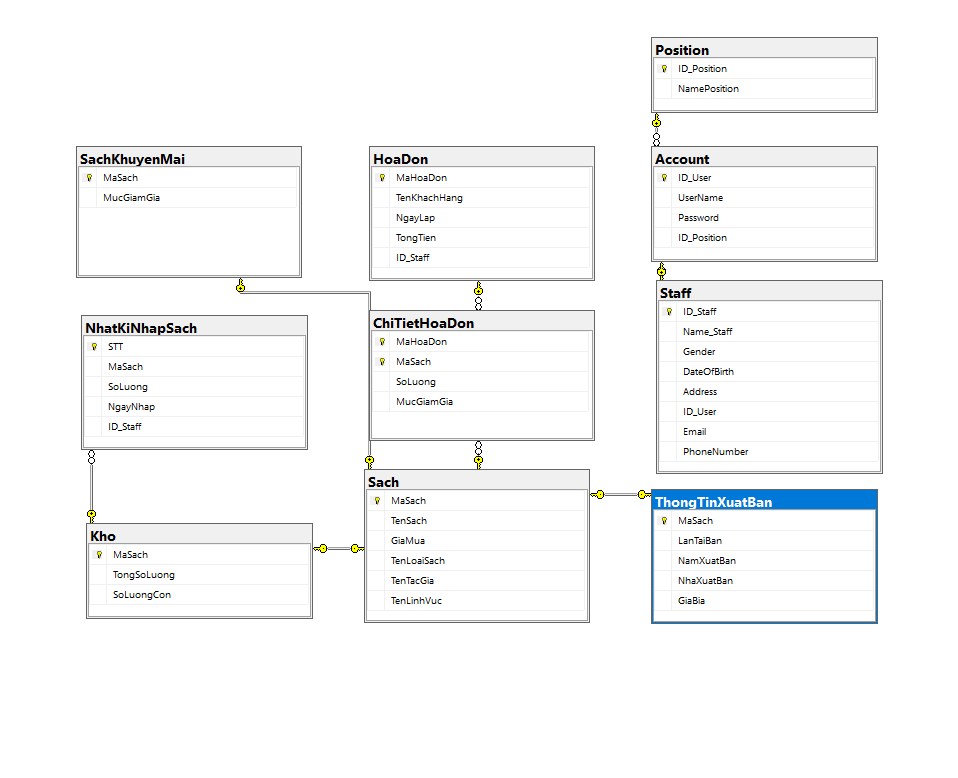 Position
ID_Position
NamePosition
SachKhuyenMai
MaSach
MucGiamGia
HoaDon
MaHoaDon
TenKhachHang
NgayLap
TongTien
ID_Staff
Account
ID_User
UserName
Password
ID_Position
Staff
ID_Staff
Name_Staff
Gender
DateOfBirth
Address
ID_User
Email
PhoneNumber
NhatKiNhapSach
STT
MaSach
SoLuong
NgayNhap
ID_Staff
ChiTietHoaDon
MaHoaDon
MaSach
SoLuong
MucGiamGia
Sach
MaSach
TenSach
GiaMua
TenLoaiSach
TenTacGia
TenLinhVuc
ThongTinXuatBan
MaSach
LanTaiBan
NamXuatBan
NhaXuatBan
GiaBia
Kho
MaSach
TongSoLuong
SoLuongCon